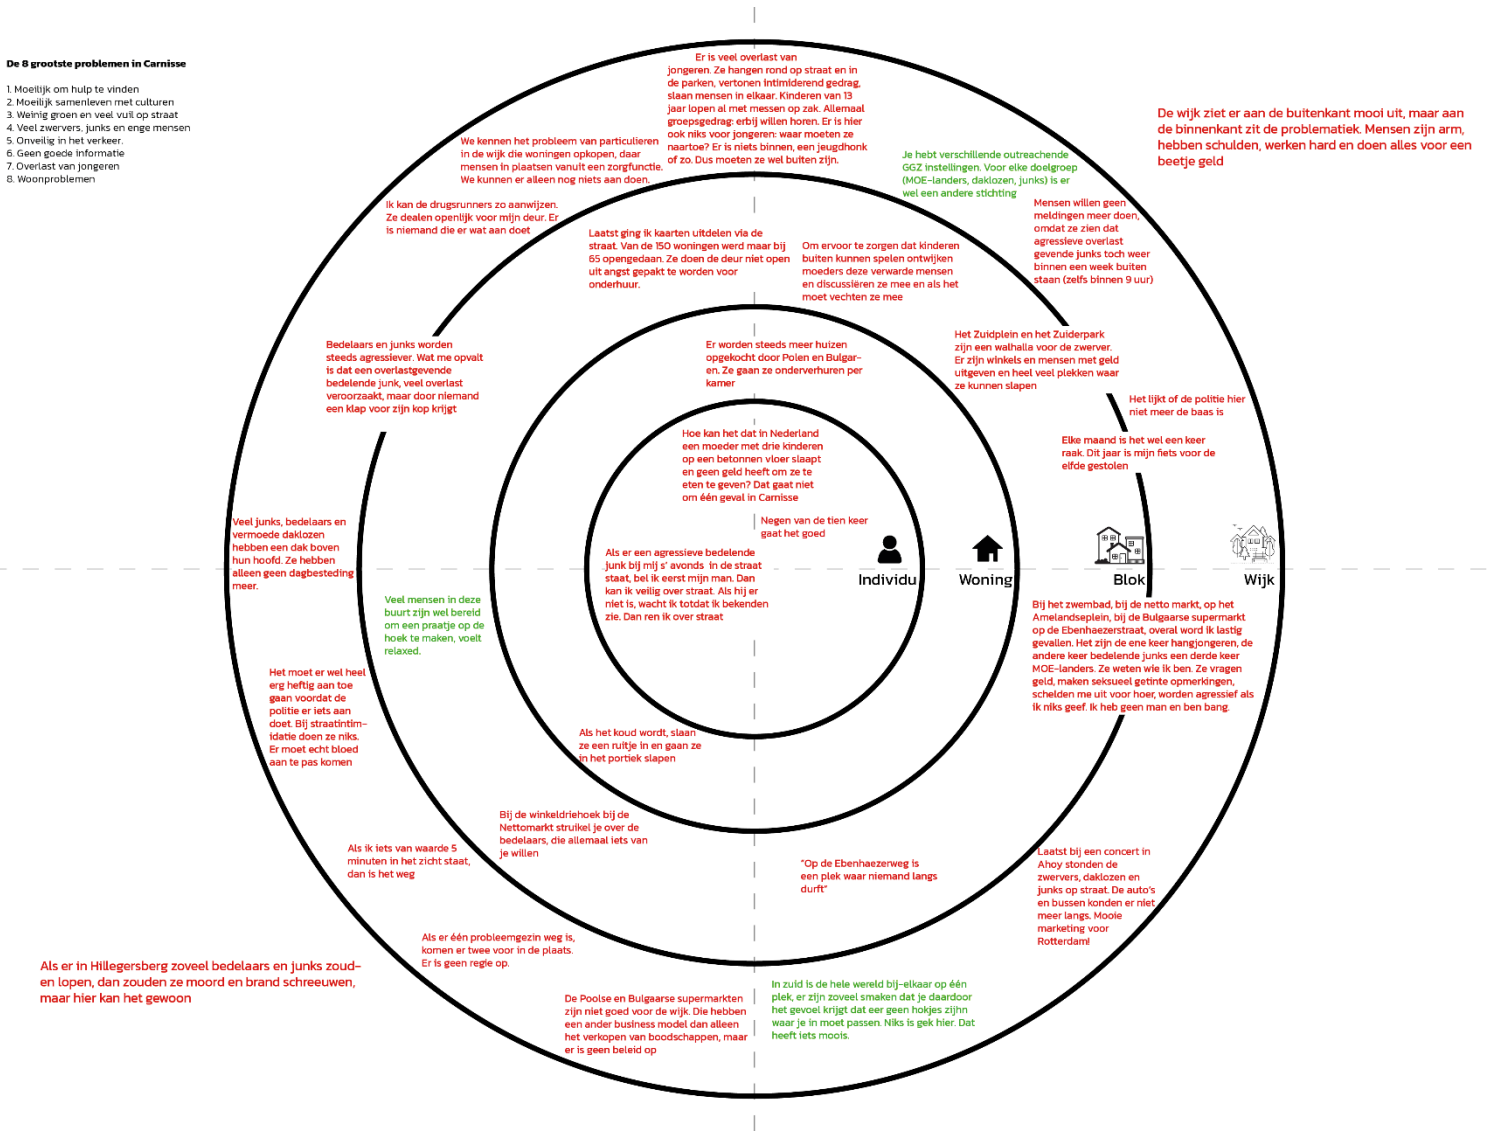 De 8 grootste problemen in Carnisse
1. Moeilijk om hulp te vinden
2. Moeilijk samenleven met culturen
3. Weinig groen en veel vuil op straat
4. Veel zwervers, junks en enge mensen
5. Onveilig in het verkeer.
6. Geen goede informatie
7. Overlast van jongeren
8. Woonproblemen
Er is veel overlast van
jongeren. Ze hangen rond op straat en in
de parken, vertonen intimiderend gedrag,
slaan mensen in elkaar. Kinderen van 13
jaar lopen al met messen op zak. Allemaal
groepsgedrag: erbij willen horen. Er is hier
ook niks voor jongeren: waar moeten ze
naartoe? Er is niets binnen, een jeugdhonk
of zo. Dus moeten ze wel buiten zijn.
De wijk ziet er aan de buitenkant mooi uit, maar aan
de binnenkant zit de problematiek. Mensen zijn arm,
hebben schulden, werken hard en doen alles voor een
beetje geld
We kennen het probleem van particulieren
in de wijk die woningen opkopen, daar
mensen in plaatsen vanuit een zorgfunctie.
We kunnen er alleen nog niets aan doen.
Je hebt verschillende outreachende
GGZ instellingen. Voor elke doelgroep
(MOE-landers, daklozen, junks) is er
wel een andere stichting
Ik kan de drugsrunners zo aanwijzen.
Ze dealen openlijk voor mijn deur. Er
is niemand die er wat aan doet
Mensen willen geen
meldingen meer doen,
omdat ze zien dat
agressieve overlast
gevende junks toch weer
binnen een week buiten
staan (zelfs binnen 9 uur)
Laatst ging ik kaarten uitdelen via de
straat. Van de 150 woningen werd maar bij
65 opengedaan. Ze doen de deur niet open
uit angst gepakt te worden voor
onderhuur.
Om ervoor te zorgen dat kinderen
buiten kunnen spelen ontwijken
moeders deze verwarde mensen
en discussiëren ze mee en als het
moet vechten ze mee
Bedelaars en junks worden
steeds agressiever. Wat me opvalt
is dat een overlastgevende
bedelende junk, veel overlast
veroorzaakt, maar door niemand
een klap voor zijn kop krijgt
Er worden steeds meer huizen
opgekocht door Polen en Bulgar-
en. Ze gaan ze onderverhuren per
kamer
Het Zuidplein en het Zuiderpark
zijn een walhalla voor de zwerver.
Er zijn winkels en mensen met geld
uitgeven en heel veel plekken waar
ze kunnen slapen
Het lijkt of de politie hier
niet meer de baas is
Elke maand is het wel een keer
raak. Dit jaar is mijn fiets voor de
elfde gestolen
Hoe kan het dat in Nederland
een moeder met drie kinderen
op een betonnen vloer slaapt
en geen geld heeft om ze te
eten te geven? Dat gaat niet
om één geval in Carnisse
Negen van de tien keer
gaat het goed
Veel junks, bedelaars en
vermoede daklozen
hebben een dak boven
hun hoofd. Ze hebben
alleen geen dagbesteding
meer.
Als er een agressieve bedelende
junk bij mij s' avonds in de straat
staat, bel ik eerst mijn man. Dan
kan ik veilig over straat. Als hij er
niet is, wacht ik totdat ik bekenden
zie. Dan ren ik over straat
Individu
Woning
Blok
Wijk
Veel mensen in deze
buurt zijn wel bereid
om een praatje op de
hoek te maken, voelt
relaxed.
Bij het zwembad, bij de netto markt, op het
Amelandseplein, bij de Bulgaarse supermarkt
op de Ebenhaezerstraat, overal word ik lastig
gevallen. Het zijn de ene keer hangjongeren, de
andere keer bedelende junks een derde keer
MOE-landers. Ze weten wie ik ben. Ze vragen
geld, maken seksueel getinte opmerkingen,
schelden me uit voor hoer, worden agressief als
ik niks geef. Ik heb geen man en ben bang.
Het moet er wel heel
erg heftig aan toe
gaan voordat de
politie er iets aan
doet. Bij straatintim-
idatie doen ze niks.
Er moet echt bloed
aan te pas komen
Als het koud wordt, slaan
ze een ruitje in en gaan ze
in het portiek slapen
Bij de winkeldriehoek bij de
Nettomarkt struikel je over de
bedelaars, die allemaal iets van
je willen
Als ik iets van waarde 5
minuten in het zicht staat,
dan is het weg
"Op de Ebenhaezerweg is
een plek waar niemand langs
durft"
Laatst bij een concert in
Ahoy stonden de
zwervers, daklozen en
junks op straat. De auto's
en bussen konden er niet
meer langs. Mooie
marketing voor
Rotterdam!
Als er één probleemgezin weg is,
komen er twee voor in de plaats.
Er is geen regie op.
Als er in Hillegersberg zoveel bedelaars en junks zoud-
en lopen, dan zouden ze moord en brand schreeuwen,
maar hier kan het gewoon
De Poolse en Bulgaarse supermarkten
zijn niet goed voor de wijk. Die hebben
een ander business model dan alleen
het verkopen van boodschappen, maar
er is geen beleid op
In zuid is de hele wereld bij-elkaar op één
plek, er zijn zoveel smaken dat je daardoor
het gevoel krijgt dat eer geen hokjes zijhn
waar je in moet passen. Niks is gek hier. Dat
heeft iets moois.